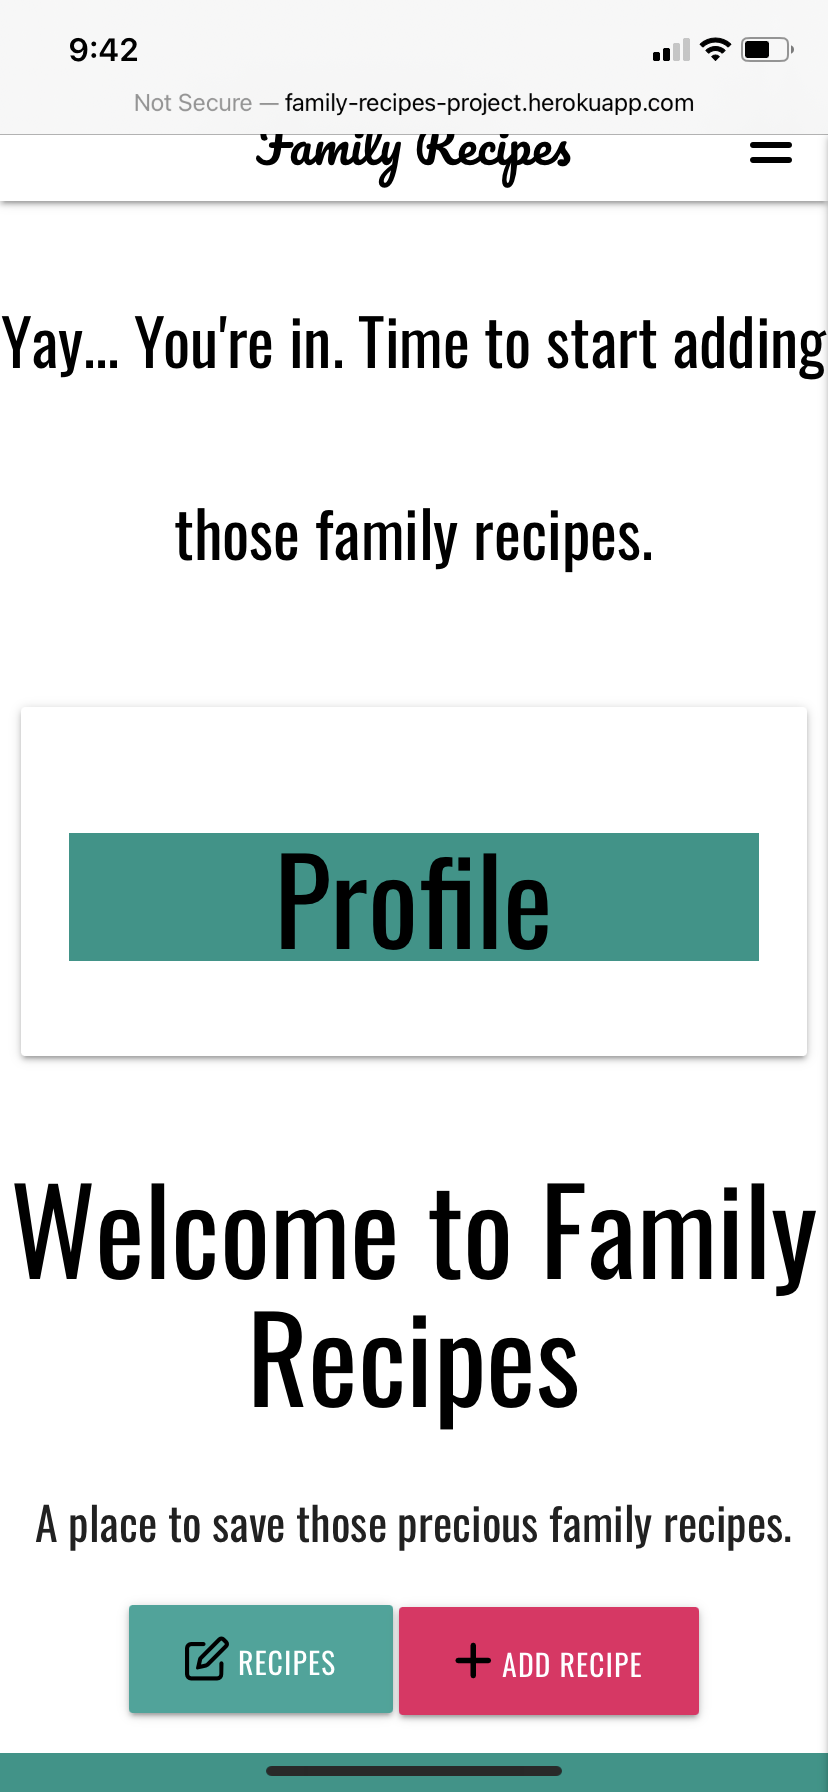 9:42
Not Secure — family-recipes-project.herokuapp.com
Family Recipes
Yay... You're in. Time to start adding
those family recipes.
Profile
Welcome to Family
Recipes
A place to save those precious family recipes.
RECIPES
ADD RECIPE